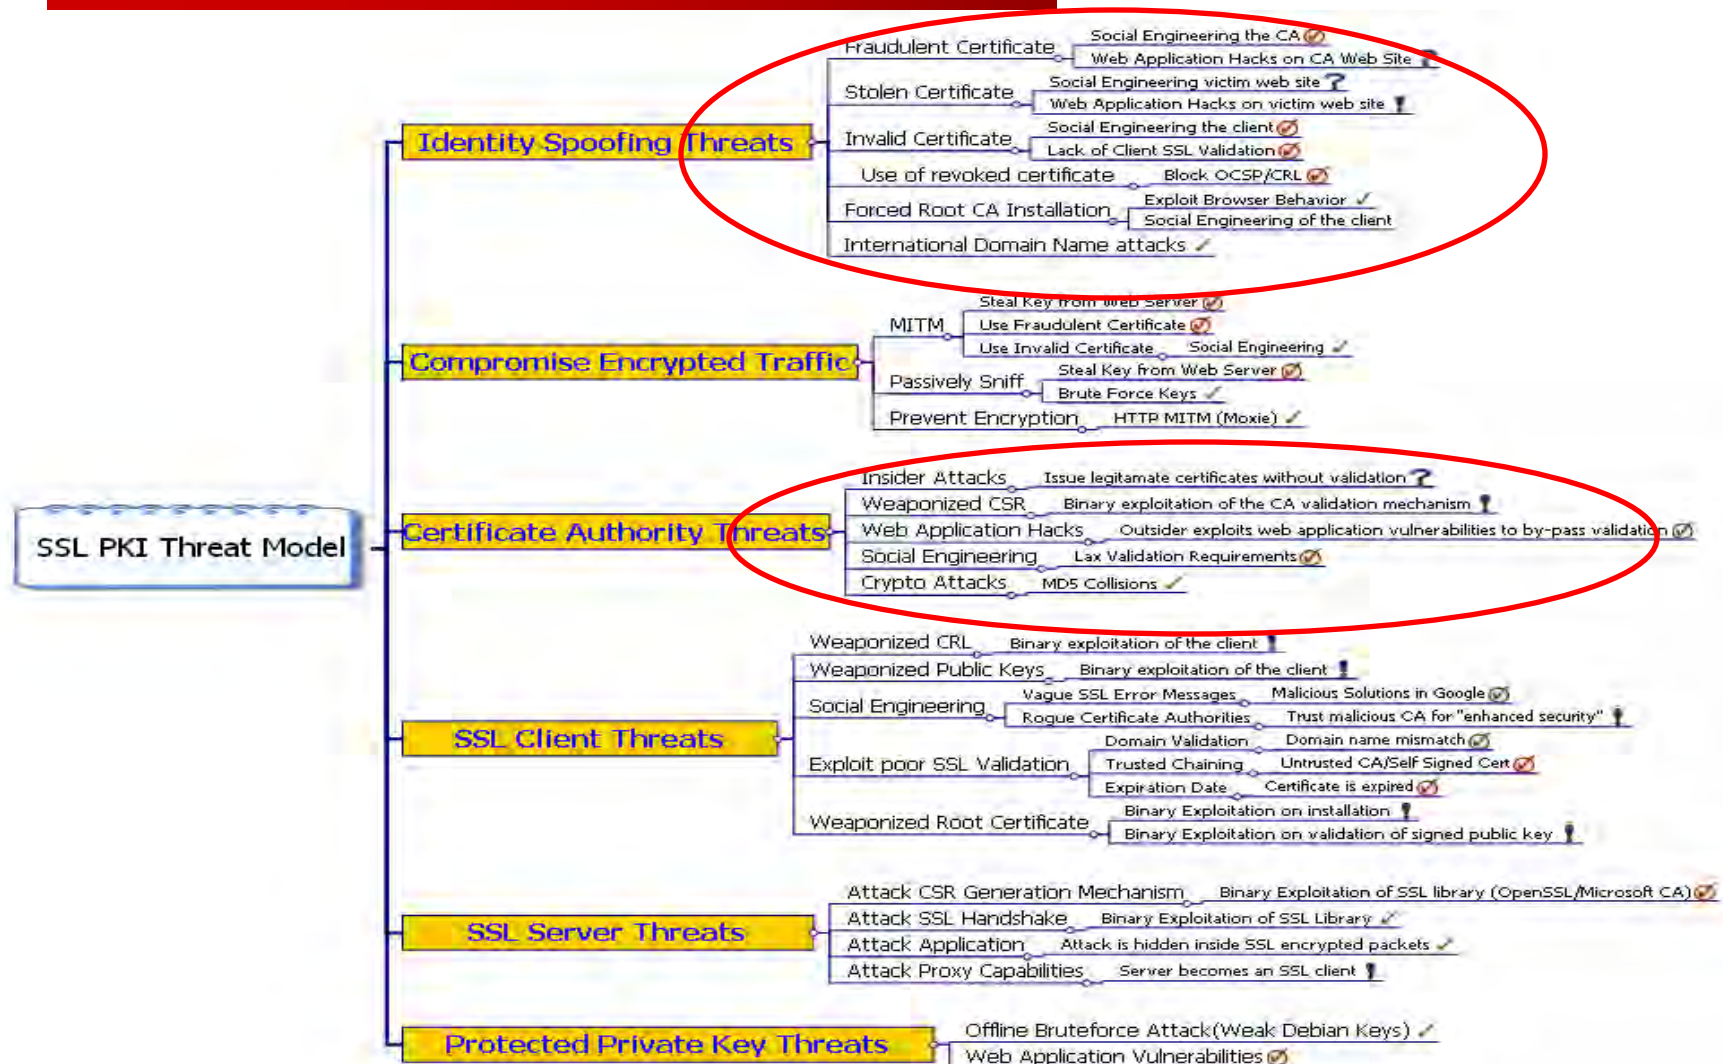 SSL PKI Threat Model
Identity Spoofing Threats
Fraudulent Certificate
Social Engineering the CA
Web Application Hacks on CA Web Site ?
Stolen Certificate
Social Engineering victim web site ?
Web Application Hacks on victim web site !
Invalid Certificate
Social Engineering the client
Lack of Client SSL Validation
Use of revoked certificate
Block OCSP/CRL
Forced Root CA Installation
Exploit Browser Behavior
Social Engineering of the client
International Domain Name attacks
Compromise Encrypted Traffic
MITM
Steal Key from Web Server
Use Fraudulent Certificate
Use Invalid Certificate
Social Engineering
Passively Sniff
Steal Key from Web Server
Brute Force Keys
Prevent Encryption
HTTP MITM (Moxie)
Certificate Authority Threats
Insider Attacks
Issue legitamate certificates without validation ?
Weaponized CSR
Binary exploitation of the CA validation mechanism !
Web Application Hacks
Outsider exploits web application vulnerabilities to by-pass validation
Social Engineering
Lax Validation Requirements
Crypto Attacks
MD5 Collisions
SSL Client Threats
Weaponized CRL
Binary exploitation of the client !
Weaponized Public Keys
Binary exploitation of the client !
Social Engineering
Vague SSL Error Messages
Malicious Solutions in Google
Rogue Certificate Authorities
Trust malicious CA for "enhanced security" !
Exploit poor SSL Validation
Domain Validation
Domain name mismatch
Trusted Chaining
Untrusted CA/Self Signed Cert
Expiration Date
Certificate is expired
Weaponized Root Certificate
Binary Exploitation on installation !
Binary Exploitation on validation of signed public key !
SSL Server Threats
Attack CSR Generation Mechanism
Binary Exploitation of SSL library (OpenSSL/Microsoft CA)
Attack SSL Handshake
Binary Exploitation of SSL Library
Attack Application
Attack is hidden inside SSL encrypted packets
Attack Proxy Capabilities
Server becomes an SSL client !
Protected Private Key Threats
Offline Bruteforce Attack(Weak Debian Keys)
Web Application Vulnerabilities